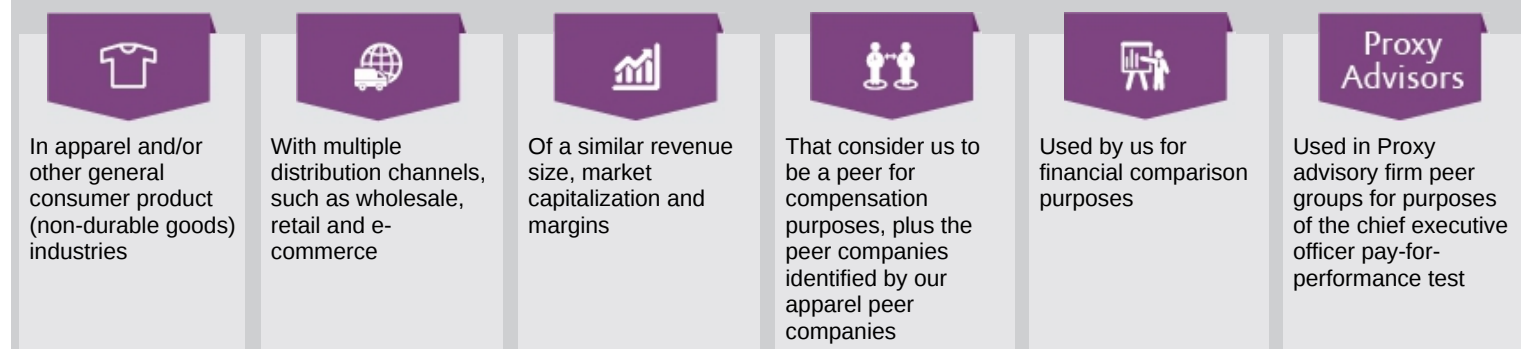 In apparel and/or
other general
consumer product
(non-durable goods)
industries
With multiple
distribution channels,
such as wholesale,
retail and e-
commerce
Of a similar revenue
size, market
capitalization and
margins
That consider us to
be a peer for
compensation
purposes, plus the
peer companies
identified by our
apparel peer
companies
Used by us for
financial comparison
purposes
Proxy
Advisors
Used in Proxy
advisory firm peer
groups for purposes
of the chief executive
officer pay-for-
performance test